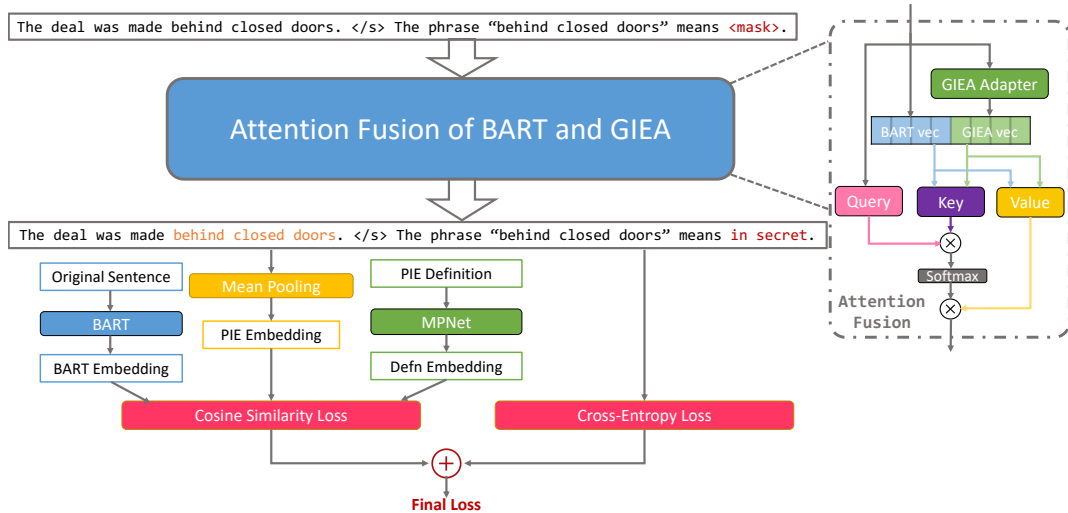 The deal was made behind closed doors. </s> The phrase “behind closed doors” means <mask>.
Attention Fusion of BART and GIEA
GIEA Adapter
BART vec
GIEA vec
Query
Key
Value
Softmax
Attention
Fusion
The deal was made behind closed doors. </s> The phrase “behind closed doors” means in secret.
Original Sentence
BART
BART Embedding
Mean Pooling
PIE Embedding
PIE Definition
MPNet
Defn Embedding
Cosine Similarity Loss
Cross-Entropy Loss
Final Loss